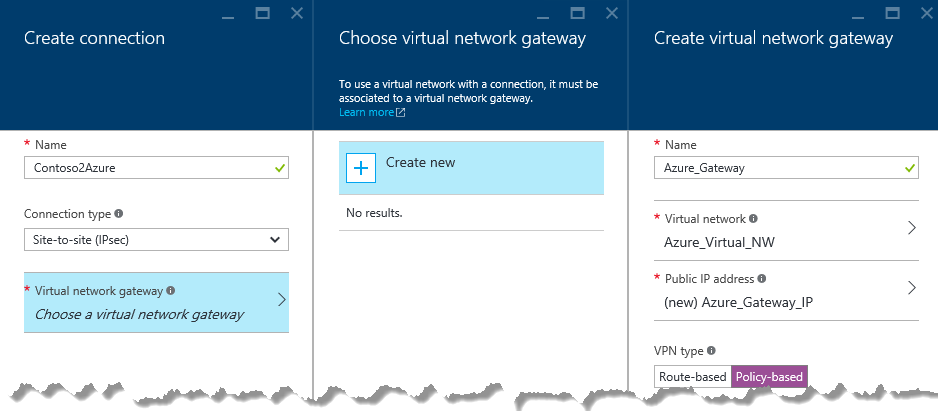 Create connection
* Name
Contoso2Azure
Connection type
Site-to-site (IPsec)
* Virtual network gateway
Choose a virtual network gateway
Choose virtual network gateway
To use a virtual network with a connection, it must be
associated to a virtual network gateway.
Learn more
Create new
No results.
Create virtual network gateway
* Name
Azure_Gateway
* Virtual network
Azure_Virtual_NW
* Public IP address
(new) Azure_Gateway_IP
VPN type
Route-based Policy-based